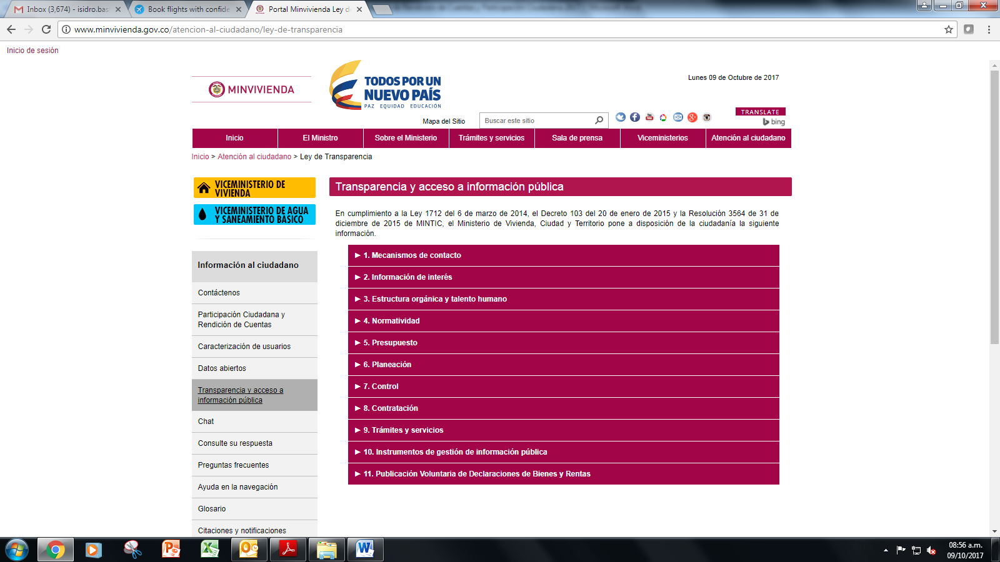 Inbox (3,674) - isidro.bas
Book flights with confide
Portal Minvivienda Ley d
www.minvivienda.gov.co/atencion-al-ciudadano/ley-de-transparencia
Inicio de sesión
MINVIVIENDA
TODOS POR UN
NUEVO PAÍS
PAZ EQUIDAD EDUCACIÓN
Lunes 09 de Octubre de 2017
Mapa del Sitio
Buscar este sitio
TRANSLATE
bing
Inicio
El Ministro
Sobre el Ministerio
Trámites y servicios
Sala de prensa
Viceministerios
Atención al ciudadano
Inicio > Atención al ciudadano > Ley de Transparencia
VICEMINISTERIO DE
VIVIENDA
VICEMINISTERIO DE AGUA
Y SANEAMIENTO BÁSICO
Información al ciudadano
Contáctenos
Participación Ciudadana y
Rendición de Cuentas
Caracterización de usuarios
Datos abiertos
Transparencia y acceso a
información pública
Chat
Consulte su respuesta
Preguntas frecuentes
Ayuda en la navegación
Glosario
Citaciones y notificaciones
Transparencia y acceso a información pública
En cumplimiento a la Ley 1712 del 6 de marzo de 2014, el Decreto 103 del 20 de enero de 2015 y la Resolución 3564 de 31 de
diciembre de 2015 de MINTIC, el Ministerio de Vivienda, Ciudad y Territorio pone a disposición de la ciudadanía la siguiente
información.
► 1. Mecanismos de contacto
► 2. Información de interés
► 3. Estructura orgánica y talento humano
► 4. Normatividad
► 5. Presupuesto
► 6. Planeación
► 7. Control
► 8. Contratación
► 9. Trámites y servicios
► 10. Instrumentos de gestión de información pública
► 11. Publicación Voluntaria de Declaraciones de Bienes y Rentas
08:56 a.m.
09/10/2017